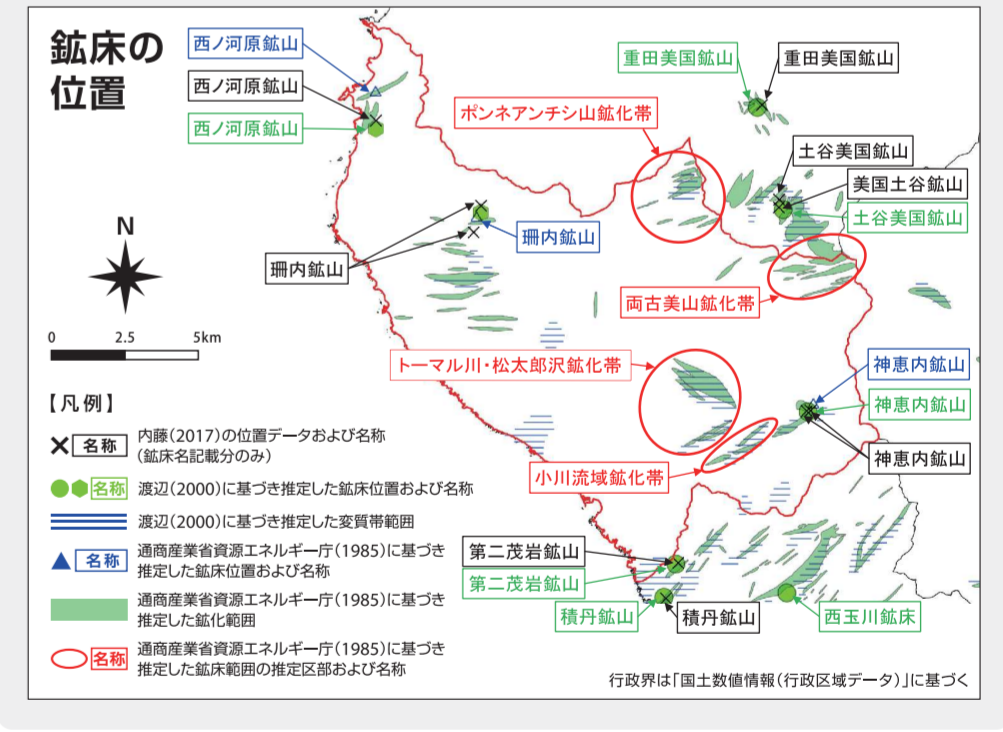 鉱床の
位置
西ノ河原鉱山
西ノ河原鉱山
西ノ河原鉱山
重田美国鉱山
重田美国鉱山
ポンネアンチシ山鉱化帯
土谷美国鉱山
美国土谷鉱山
土谷美国鉱山
珊内鉱山
珊内鉱山
両古美山鉱化帯
N
0 2.5 5km
トーマル川・松太郎沢鉱化帯
神恵内鉱山
神恵内鉱山
神恵内鉱山
小川流域鉱化帯
第二茂岩鉱山
第二茂岩鉱山
積丹鉱山
積丹鉱山
西玉川鉱床
【凡例】
名称
内藤(2017)の位置データおよび名称
(鉱床名記載分のみ)
名称
渡辺(2000)に基づき推定した鉱床位置および名称
渡辺(2000)に基づき推定した変質帯範囲
名称
通商産業省資源エネルギー庁(1985)に基づき
推定した鉱床位置および名称
通商産業省資源エネルギー庁(1985)に基づき
推定した鉱化範囲
名称
通商産業省資源エネルギー庁(1985)に基づき
推定した鉱床範囲の推定区部および名称
行政界は「国土数値情報(行政区域データ)」に基づく